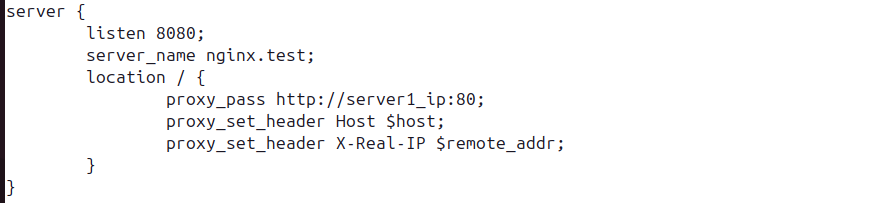 server {
        listen 8080;
        server_name nginx.test;
        location / {
                proxy_pass http://server1_ip:80;
                proxy_set_header Host $host;
                proxy_set_header X-Real-IP $remote_addr;
        }
}